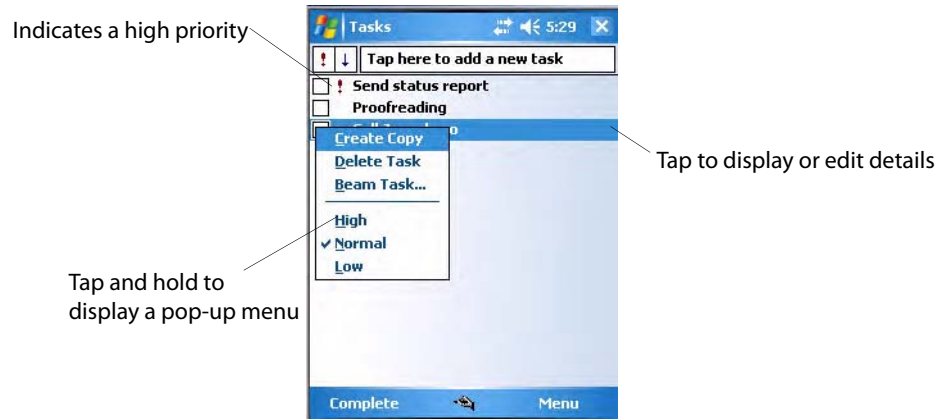 Indicates a high priority
Tasks 5:29
! ↓ Tap here to add a new task
! Send status report
Proofreading
Create Copy
Delete Task
Beam Task...
High
Normal
Low
Tap to display or edit details
Tap and hold to
display a pop-up menu
Complete Menu